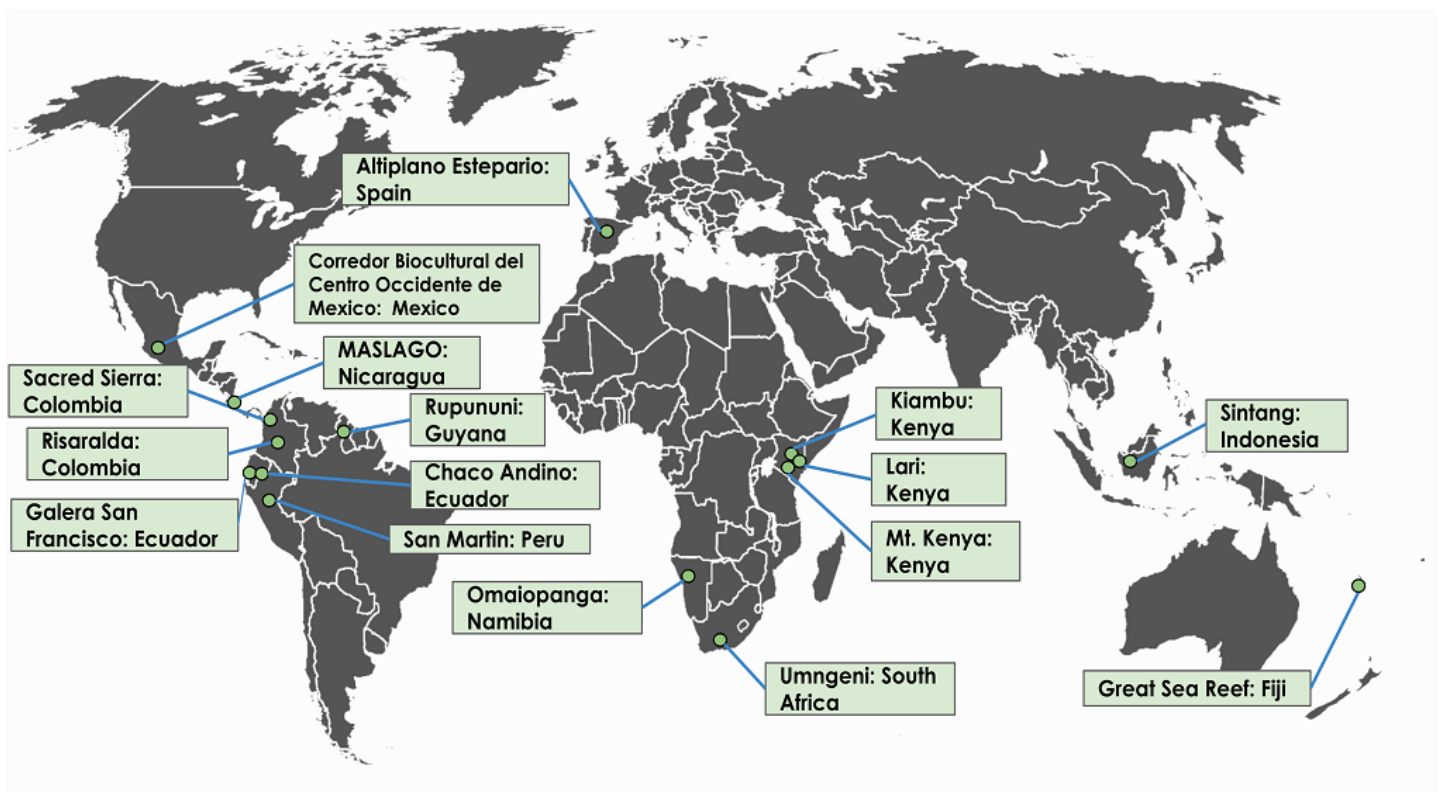 Altiplano Estepario:
Spain
Corredor Biocultural del
Centro Occidente de
Mexico: Mexico
MASLAGO:
Nicaragua
Sacred Sierra:
Colombia
Rupununi:
Guyana
Kiambu:
Kenya
Sintang:
Indonesia
Risaralda:
Colombia
Lari:
Kenya
Chaco Andino:
Ecuador
Galera San
Francisco: Ecuador
San Martin: Peru
Mt. Kenya:
Kenya
Omaiopanga:
Namibia
Umngeni: South
Africa
Great Sea Reef: Fiji